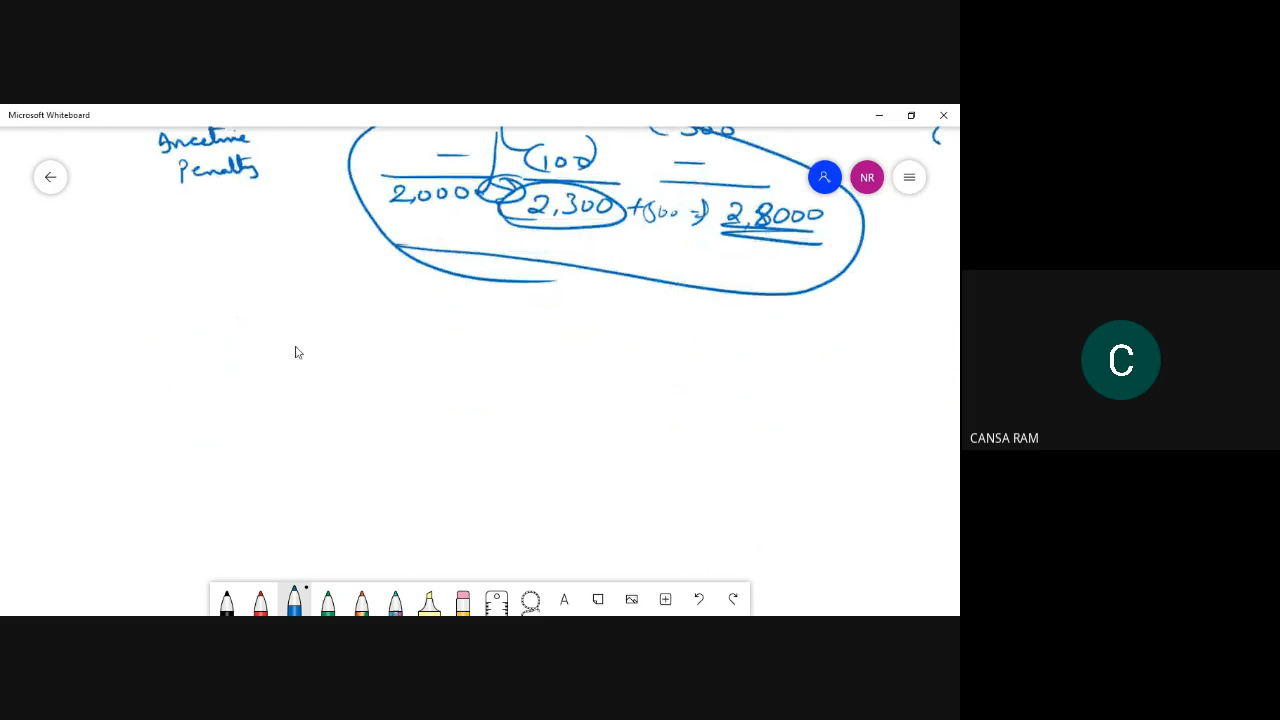 Microsoft Whiteboard
Incentive
Penalty
(100)
2,000
2,300 +500 => 2,8000
NR
C
CANSA RAM
A